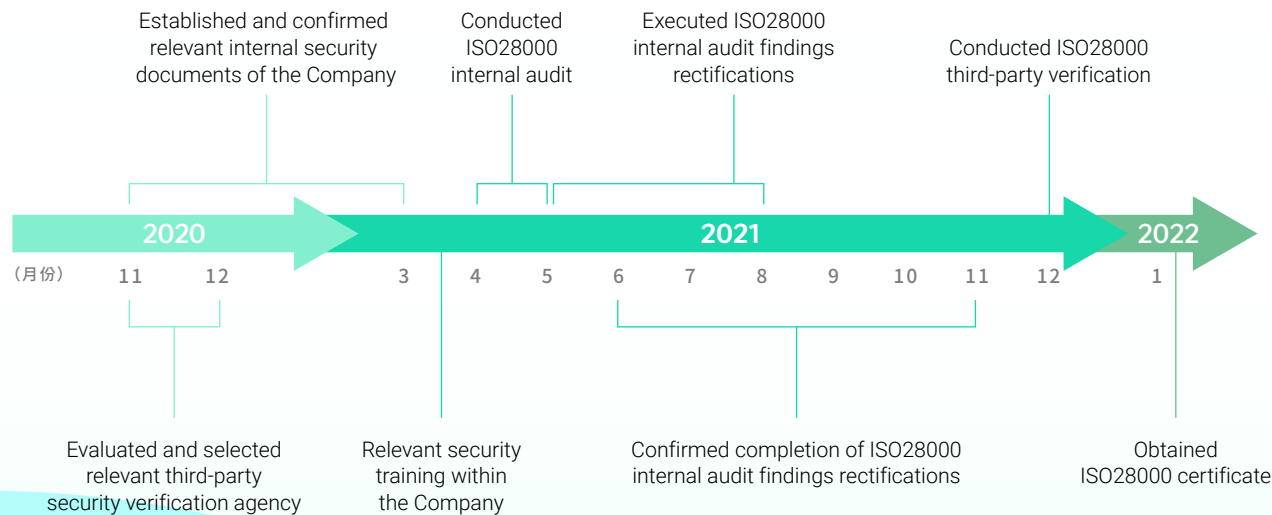 Established and confirmed
relevant internal security
documents of the Company
Conducted
ISO28000
internal audit
Executed ISO28000
internal audit findings
rectifications
Conducted ISO28000
third-party verification
2020
2021
2022
（月份）
11
12
3
4
5
6
7
8
9
10
11
12
1
Evaluated and selected
relevant third-party
security verification agency
Relevant security
training within
the Company
Confirmed completion of ISO28000
internal audit findings rectifications
Obtained
ISO28000 certificate